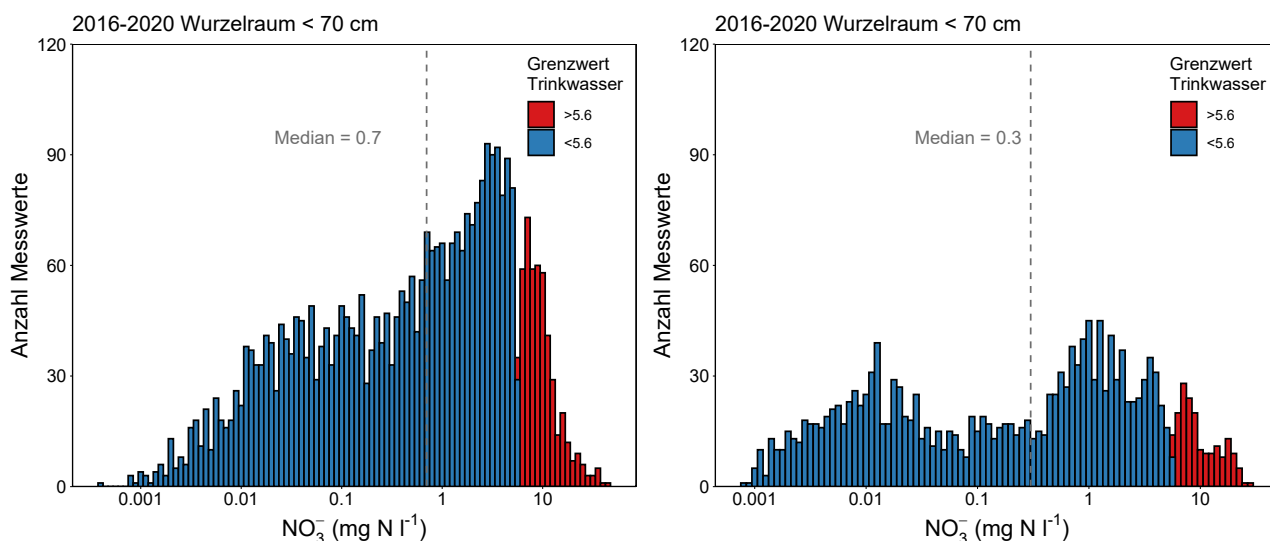 2016-2020 Wurzelraum < 70 cm
Anzahl Messwerte
120
90
60
30
0
Median = 0.7
Grenzwert
Trinkwasser
>5.6
<5.6
0.001 0.01 0.1 1 10
NO₃⁻ (mg N l⁻¹)
2016-2020 Wurzelraum < 70 cm
Anzahl Messwerte
120
90
60
30
0
Median = 0.3
Grenzwert
Trinkwasser
>5.6
<5.6
0.001 0.01 0.1 1 10
NO₃⁻ (mg N l⁻¹)